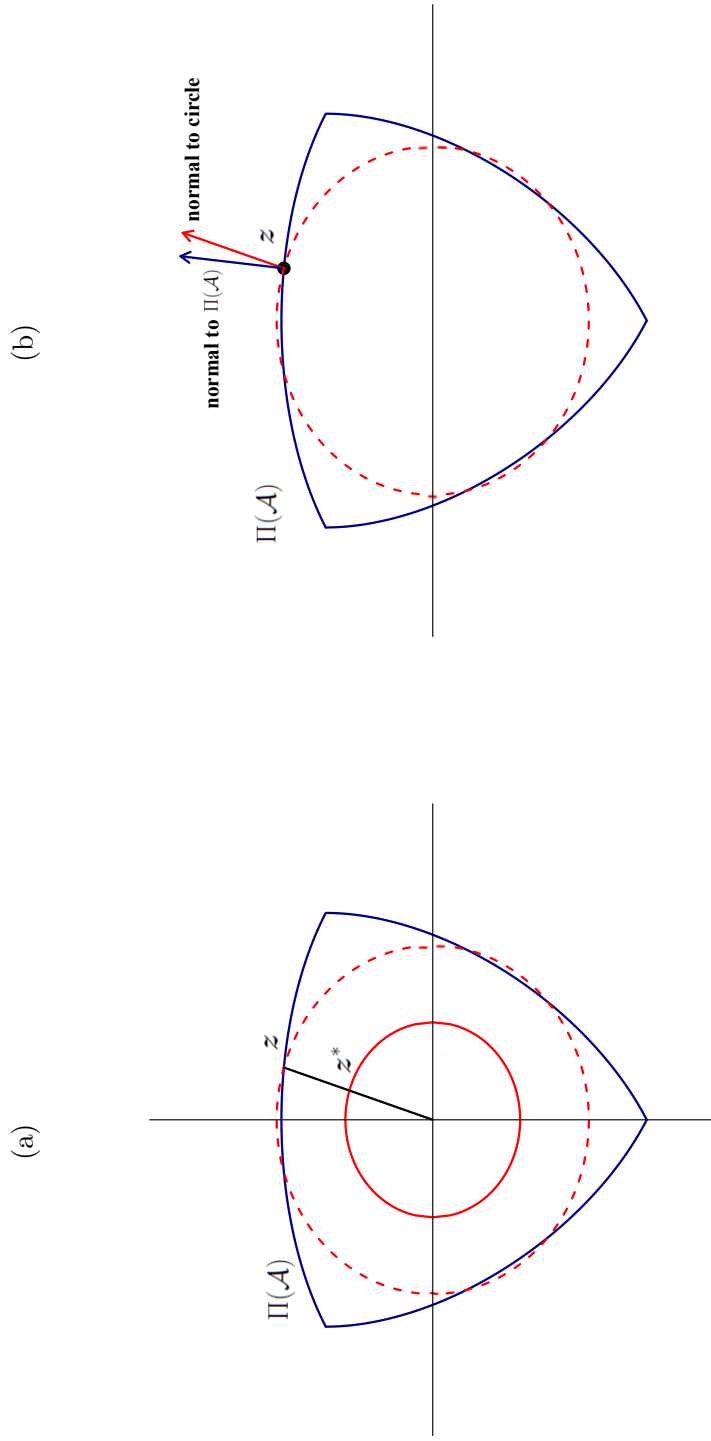 (a)
Π(𝒜)
z
z*
(b)
Π(𝒜)
normal to Π(𝒜)
z
normal to circle